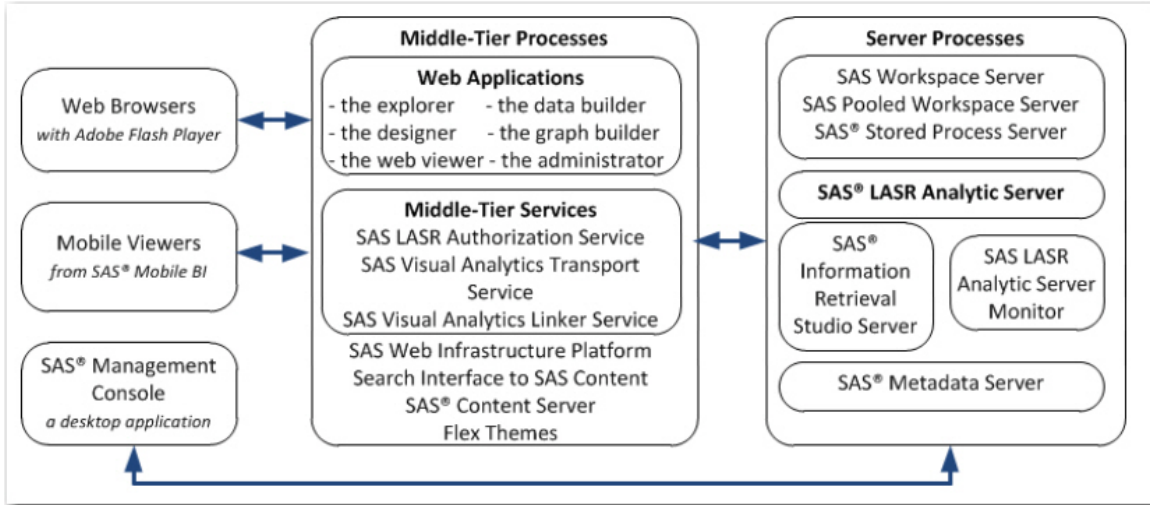 Web Browsers
with Adobe Flash Player
Mobile Viewers
from SAS® Mobile BI
SAS® Management
Console
a desktop application
Middle-Tier Processes
Web Applications
- the explorer - the data builder
- the designer - the graph builder
- the web viewer - the administrator
Middle-Tier Services
SAS LASR Authorization Service
SAS Visual Analytics Transport
Service
SAS Visual Analytics Linker Service
SAS Web Infrastructure Platform
Search Interface to SAS Content
SAS® Content Server
Flex Themes
Server Processes
SAS Workspace Server
SAS Pooled Workspace Server
SAS® Stored Process Server
SAS® LASR Analytic Server
SAS®
Information
Retrieval
Studio Server
SAS LASR
Analytic Server
Monitor
SAS® Metadata Server